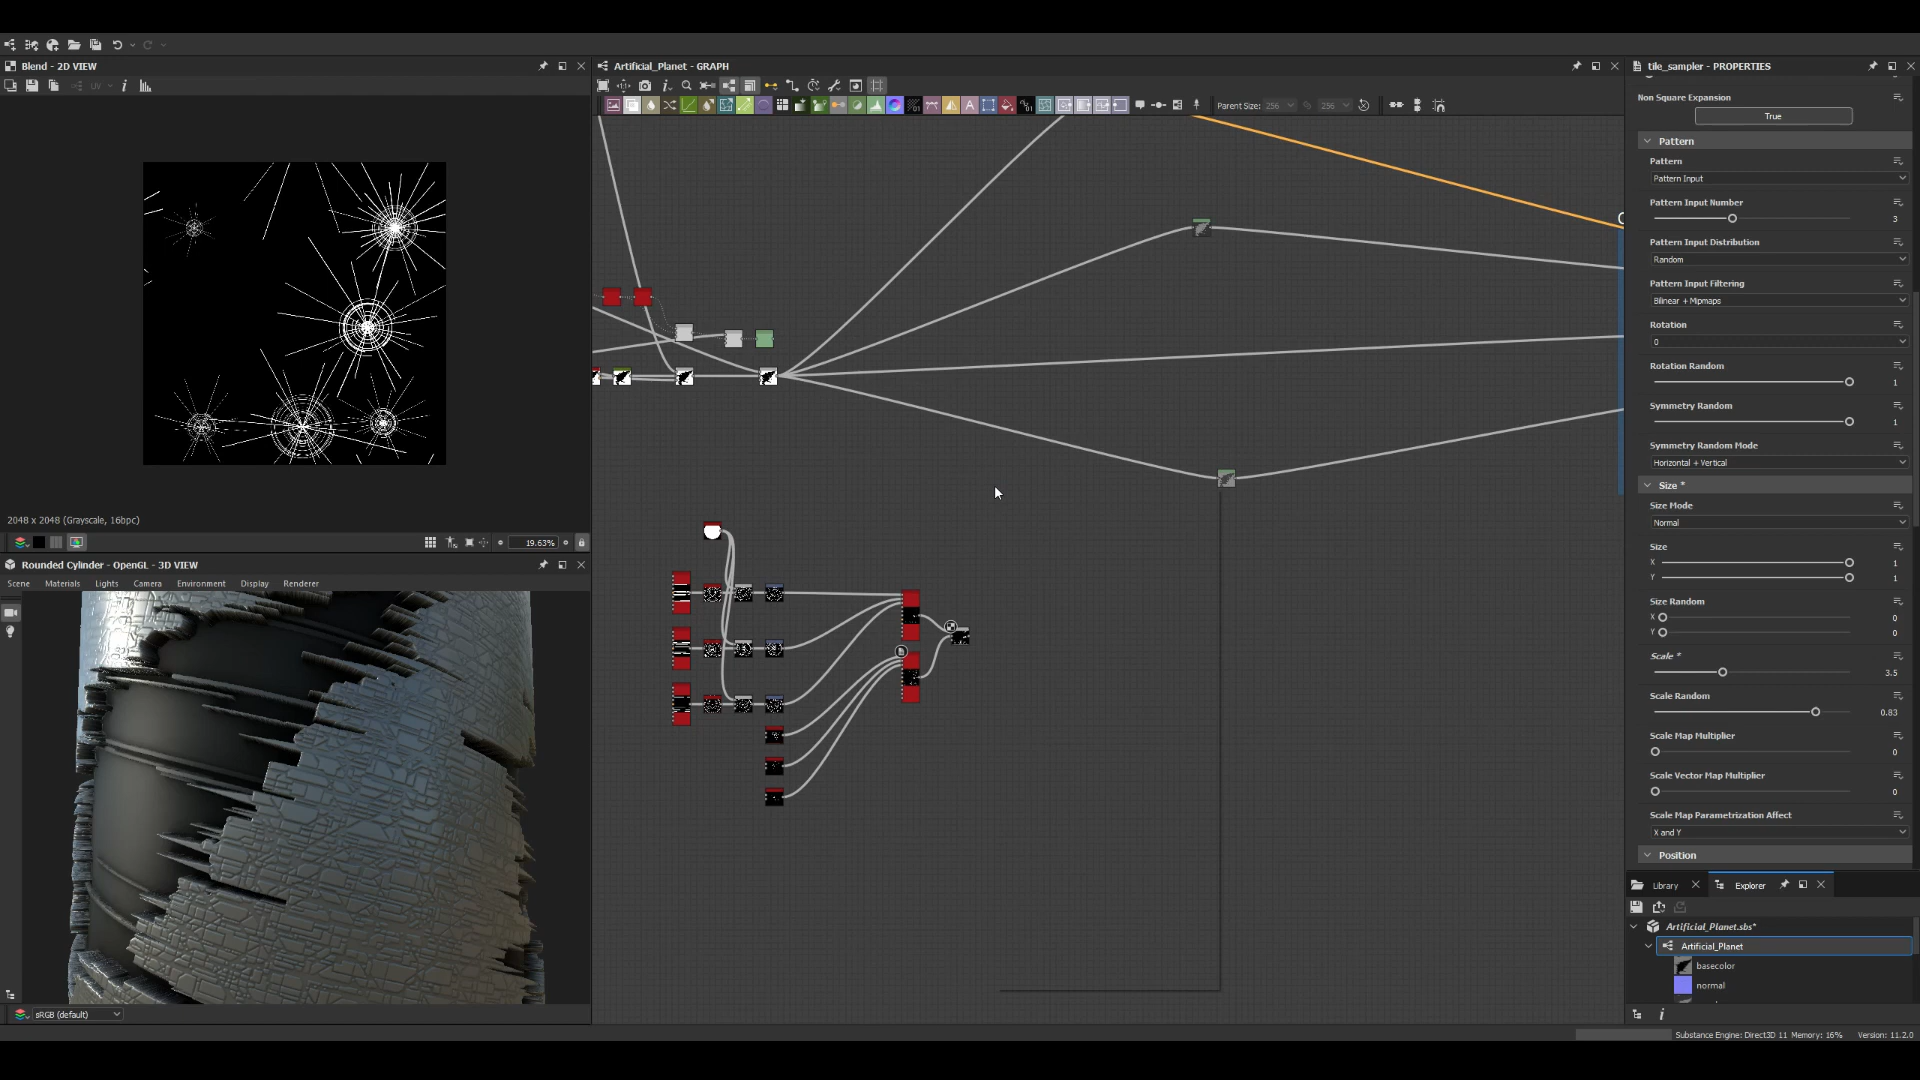 Blend - 2D VIEW
UV
2048 x 2048 (Grayscale, 16bpc)
19.63%
Rounded Cylinder - OpenGL - 3D VIEW
Scene Materials Lights Camera Environment Display Renderer
sRGB (default)
Artificial_Planet - GRAPH
Parent Size: 256 256
tile_sampler - PROPERTIES
Non Square Expansion
True
Pattern
Pattern
Pattern Input
Pattern Input Number
3
Pattern Input Distribution
Random
Pattern Input Filtering
Bilinear + Mipmaps
Rotation
0
Rotation Random
1
Symmetry Random
1
Symmetry Random Mode
Horizontal + Vertical
Size *
Size Mode
Normal
Size
X 1
Y 1
Size Random
X 0
Y 0
Scale *
3.5
Scale Random
0.83
Scale Map Multiplier
0
Scale Vector Map Multiplier
0
Scale Map Parametrization Affect
X and Y
Position
Library Explorer
Artificial_Planet.sbs*
Artificial_Planet
basecolor
normal
Substance Engine: Direct3D 11 Memory: 16% Version: 11.2.0